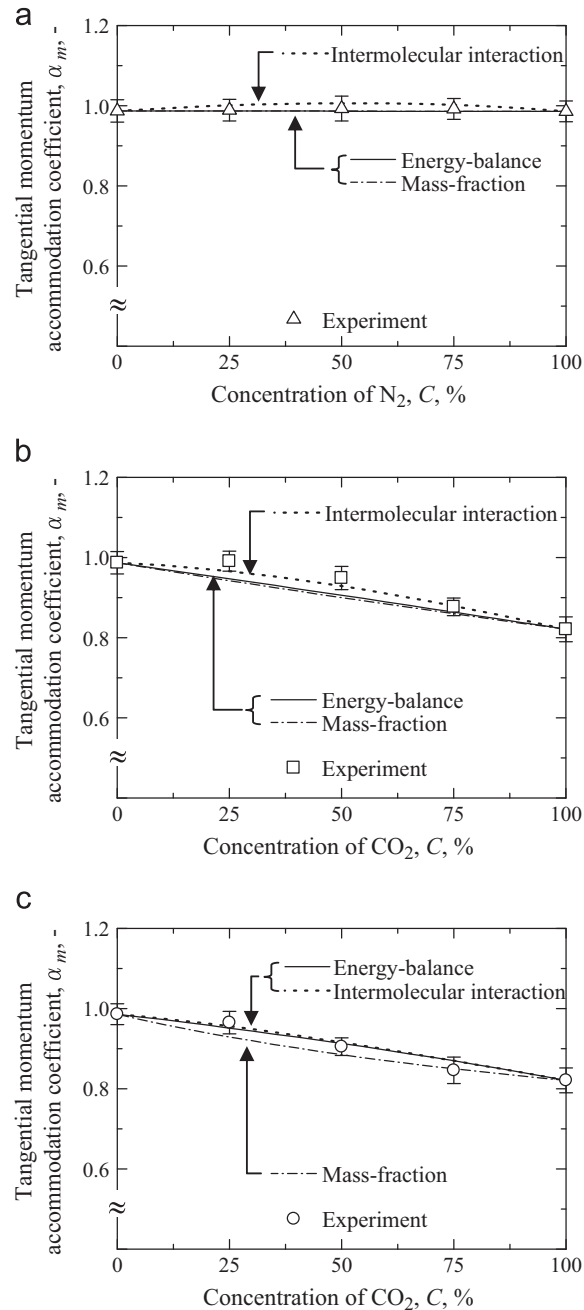 a
1.2
1.0
0.8
0.6
≈
Tangential momentum
accommodation coefficient, α m, -
Intermolecular interaction
Energy-balance
Mass-fraction
Experiment
0 25 50 75 100
Concentration of N2, C, %
b
1.2
1.0
0.8
0.6
≈
Tangential momentum
accommodation coefficient, α m, -
Intermolecular interaction
Energy-balance
Mass-fraction
Experiment
0 25 50 75 100
Concentration of CO2, C, %
c
1.2
1.0
0.8
0.6
≈
Tangential momentum
accommodation coefficient, α m, -
Energy-balance
Intermolecular interaction
Mass-fraction
Experiment
0 25 50 75 100
Concentration of CO2, C, %